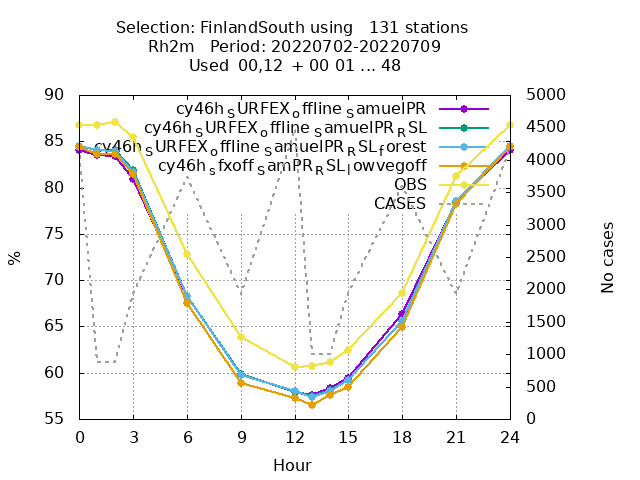 Selection: FinlandSouth using   131 stations
Rh2m   Period: 20220702-20220709
Used  00,12  + 00 01 ... 48
cy46h_SURFEX_offline_SamuelPR
cy46h_SURFEX_offline_SamuelPR_RSL
cy46h_SURFEX_offline_SamuelPR_RSL_forest
cy46h_sfxoff_SamPR_RSL_lowvegoff
OBS
CASES
90
85
80
75
70
65
60
55
%
5000
4500
4000
3500
3000
2500
2000
1500
1000
500
0
No cases
0 3 6 9 12 15 18 21 24
Hour